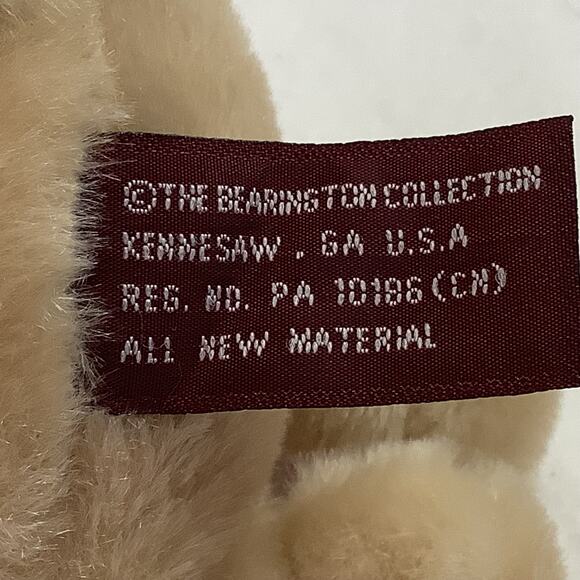 ©THE BEARINGTON COLLECTION
KENNESAW . GA U.S.A
REG. NO. PA 10186 (CN)
ALL NEW MATERIAL